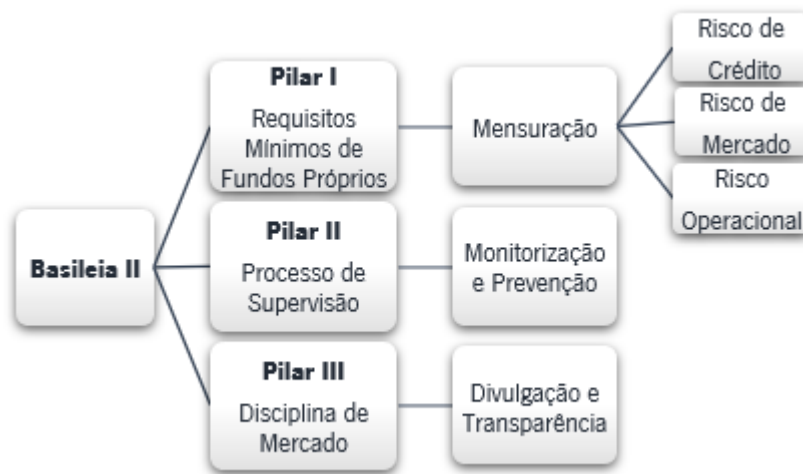 Basileia II
Pilar I
Requisitos
Mínimos de
Fundos Próprios
Mensuração
Risco de
Crédito
Risco de
Mercado
Risco
Operacional
Pilar II
Processo de
Supervisão
Monitorização
e Prevenção
Pilar III
Disciplina de
Mercado
Divulgação e
Transparência